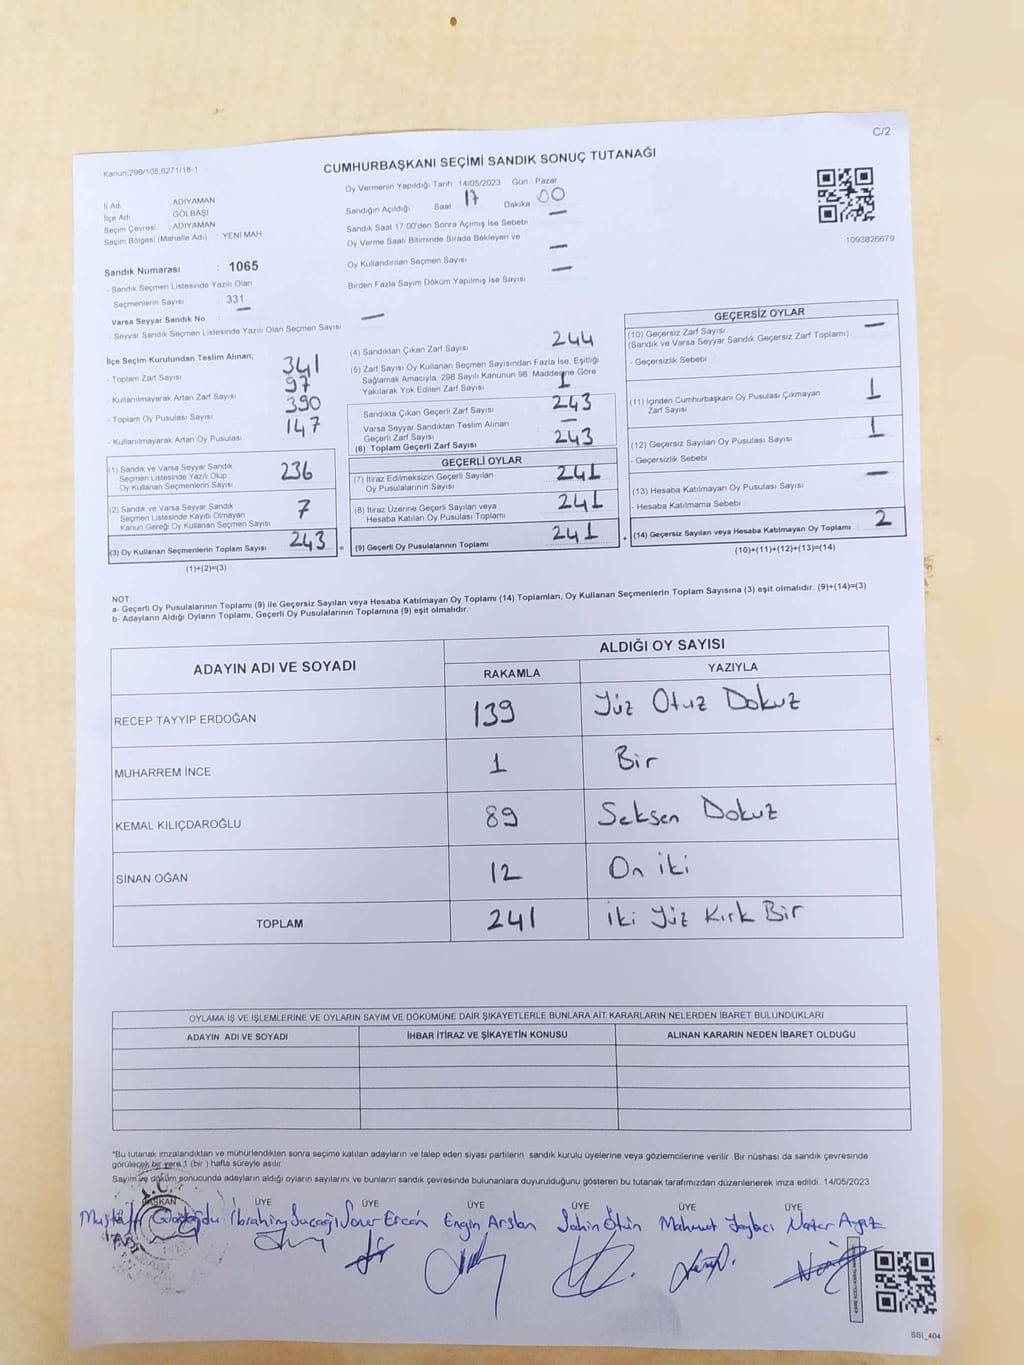 C/2
Kanun:298/105,6271/18-1
CUMHURBAŞKANI SEÇİMİ SANDIK SONUÇ TUTANAĞI
İl Adı : ADIYAMAN
İlçe Adı : GÖLBAŞI
Seçim Çevresi : ADIYAMAN
Seçim Bölgesi (Mahalle Adı) : YENİ MAH
Oy Vermenin Yapıldığı Tarih 14/05/2023 Gün Pazar
Sandığın Açıldığı Saat 17 Dakika 00
Sandık Saat 17:00'den Sonra Açımış İse Sebebi —
Oy Verme Saati Bitiminde Sırada Bekleyen ve
Oy Kullandırılan Seçmen Sayısı —
Birden Fazla Sayım Döküm Yapılmış İse Sayısı —
1093826679
Sandık Numarası : 1065
- Sandık Seçmen Listesinde Yazılı Olan
Seçmenlerin Sayısı : 331
Varsa Seyyar Sandık No : —
- Seyyar Sandık Seçmen Listesinde Yazılı Olan Seçmen Sayısı —
İlçe Seçim Kurulundan Teslim Alınan;
- Toplam Zarf Sayısı 341
- Kullanılmayarak Artan Zarf Sayısı 97
- Toplam Oy Pusulası Sayısı 390
- Kullanılmayarak Artan Oy Pusulası 147
(1) Sandık ve Varsa Seyyar Sandık
Seçmen Listesinde Yazılı Olup
Oy Kullanan Seçmenlerin Sayısı 236
(2) Sandık ve Varsa Seyyar Sandık
Seçmen Listesinde Kayıtlı Olmayan
Kanun Gereği Oy Kullanan Seçmen Sayısı 7
(3) Oy Kullanan Seçmenlerin Toplam Sayısı 243 =
(1)+(2)=(3)
(4) Sandıktan Çıkan Zarf Sayısı 244
(5) Zarf Sayısı Oy Kullanan Seçmen Sayısından Fazla İse, Eşitliği
Sağlamak Amacıyla, 298 Sayılı Kanunun 98. Maddesine Göre
Yakılarak Yok Edilen Zarf Sayısı 1
Sandıkta Çıkan Geçerli Zarf Sayısı 243
Varsa Seyyar Sandıktan Teslim Alınan
Geçerli Zarf Sayısı —
(6) Toplam Geçerli Zarf Sayısı 243
GEÇERLİ OYLAR
(7) İtiraz Edilmeksizin Geçerli Sayılan
Oy Pusulalarının Sayısı 241
(8) İtiraz Üzerine Geçerli Sayılan veya
Hesaba Katılan Oy Pusulası Toplamı 241
(9) Geçerli Oy Pusulalarının Toplamı 241 +
GEÇERSİZ OYLAR
(10) Geçersiz Zarf Sayısı —
(Sandık ve Varsa Seyyar Sandık Geçersiz Zarf Toplamı)
- Geçersizlik Sebebi
(11) İçinden Cumhurbaşkanı Oy Pusulası Çıkmayan
Zarf Sayısı 1
(12) Geçersiz Sayılan Oy Pusulası Sayısı 1
- Geçersizlik Sebebi
(13) Hesaba Katılmayan Oy Pusulası Sayısı —
- Hesaba Katılmama Sebebi
(14) Geçersiz Sayılan veya Hesaba Katılmayan Oy Toplamı 2
(10)+(11)+(12)+(13)=(14)
NOT:
a- Geçerli Oy Pusulalarının Toplamı (9) ile Geçersiz Sayılan veya Hesaba Katılmayan Oy Toplamı (14) Toplamları, Oy Kullanan Seçmenlerin Toplam Sayısına (3) eşit olmalıdır. (9)+(14)=(3)
b- Adayların Aldığı Oyların Toplamı, Geçerli Oy Pusulalarının Toplamına (9) eşit olmalıdır.
ADAYIN ADI VE SOYADI
ALDIĞI OY SAYISI
RAKAMLA YAZIYLA
RECEP TAYYİP ERDOĞAN 139 Yüz Otuz Dokuz
MUHARREM İNCE 1 Bir
KEMAL KILIÇDAROĞLU 89 Seksen Dokuz
SİNAN OĞAN 12 On iki
TOPLAM 241 iki Yüz Kırk Bir
OYLAMA İŞ VE İŞLEMLERİNE VE OYLARIN SAYIM VE DÖKÜMÜNE DAİR ŞİKAYETLERLE BUNLARA AİT KARARLARIN NELERDEN İBARET BULUNDUKLARI
ADAYIN ADI VE SOYADI İHBAR İTİRAZ VE ŞİKAYETİN KONUSU ALINAN KARARIN NEDEN İBARET OLDUĞU
*Bu tutanak imzalandıktan ve mühürlendikten sonra seçime katılan adayların ve talep eden siyasi partilerin sandık kurulu üyelerine veya gözlemcilerine verilir. Bir nüshası da sandık çevresinde
görülecek bir yere 1 (bir ) hafta süreyle asılır.
Sayım ve döküm sonucunda adayların aldığı oyların sayılarını ve bunların sandık çevresinde bulunanlara duyurulduğunu gösteren bu tutanak tarafımızdan düzenlenerek imza edildi. 14/05/2023
BAŞKAN ÜYE ÜYE ÜYE ÜYE ÜYE ÜYE
İbrahim Ercan Engin Arslan Şahin Mahmut
T.C.
SSI_404